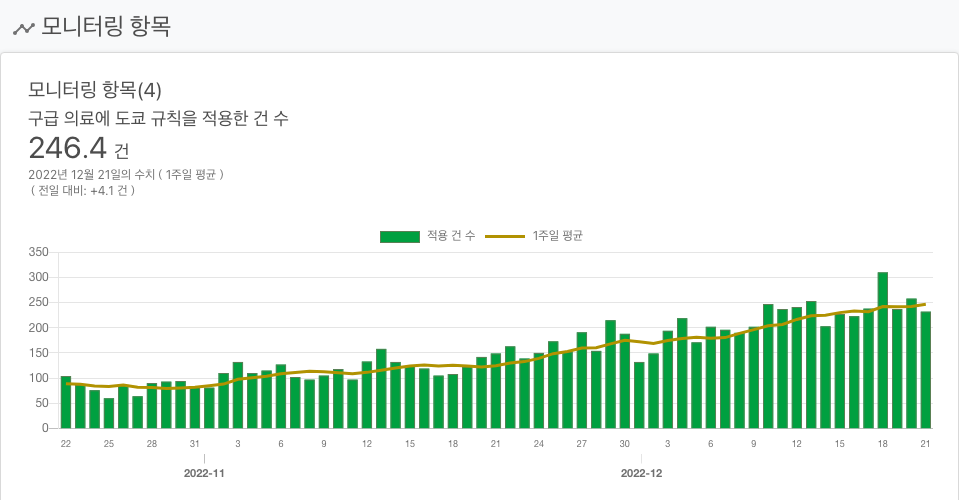 모니터링 항목
모니터링 항목(4)
구급 의료에 도쿄 규칙을 적용한 건 수
246.4 건
2022년 12월 21일의 수치 ( 1주일 평균 )
( 전일 대비: +4.1 건 )
적용 건 수 1주일 평균
350
300
250
200
150
100
50
0
22 25 28 31 3 6 9 12 15 18 21 24 27 30 3 6 9 12 15 18 21
2022-11 2022-12